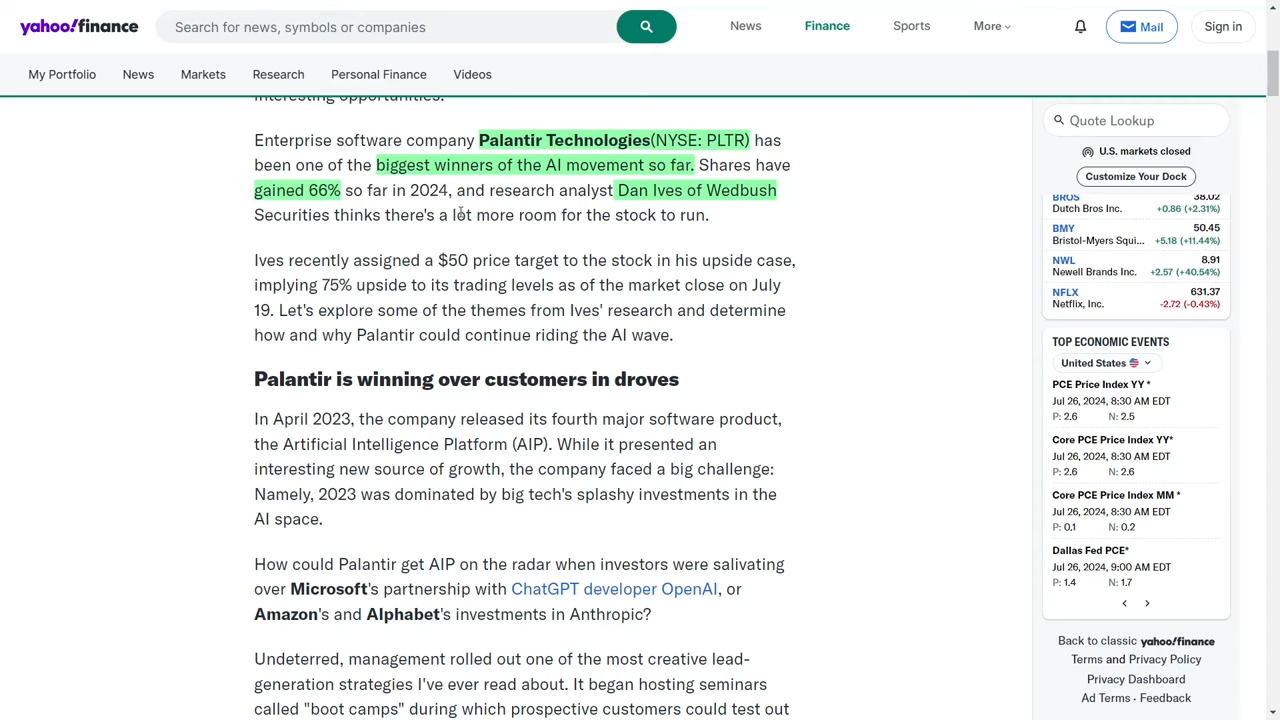 yahoo!finance
Search for news, symbols or companies
News
Finance
Sports
More
Mail
Sign in
My Portfolio
News
Markets
Research
Personal Finance
Videos
interesting opportunities.
Enterprise software company Palantir Technologies(NYSE: PLTR) has
been one of the biggest winners of the AI movement so far. Shares have
gained 66% so far in 2024, and research analyst Dan Ives of Wedbush
Securities thinks there's a lot more room for the stock to run.
Ives recently assigned a $50 price target to the stock in his upside case,
implying 75% upside to its trading levels as of the market close on July
19. Let's explore some of the themes from Ives' research and determine
how and why Palantir could continue riding the AI wave.
Palantir is winning over customers in droves
In April 2023, the company released its fourth major software product,
the Artificial Intelligence Platform (AIP). While it presented an
interesting new source of growth, the company faced a big challenge:
Namely, 2023 was dominated by big tech's splashy investments in the
AI space.
How could Palantir get AIP on the radar when investors were salivating
over Microsoft's partnership with ChatGPT developer OpenAI, or
Amazon's and Alphabet's investments in Anthropic?
Undeterred, management rolled out one of the most creative lead-
generation strategies I've ever read about. It began hosting seminars
called "boot camps" during which prospective customers could test out
Quote Lookup
U.S. markets closed
Customize Your Dock
BROS 38.02
Dutch Bros Inc. +0.86 (+2.31%)
BMY 50.45
Bristol-Myers Squi... +5.18 (+11.44%)
NWL 8.91
Newell Brands Inc. +2.57 (+40.54%)
NFLX 631.37
Netflix, Inc. -2.72 (-0.43%)
TOP ECONOMIC EVENTS
United States
PCE Price Index YY *
Jul 26, 2024, 8:30 AM EDT
P: 2.6 N: 2.5
Core PCE Price Index YY*
Jul 26, 2024, 8:30 AM EDT
P: 2.6 N: 2.6
Core PCE Price Index MM *
Jul 26, 2024, 8:30 AM EDT
P: 0.1 N: 0.2
Dallas Fed PCE*
Jul 26, 2024, 9:00 AM EDT
P: 1.4 N: 1.7
Back to classic yahoo!finance
Terms and Privacy Policy
Privacy Dashboard
Ad Terms · Feedback